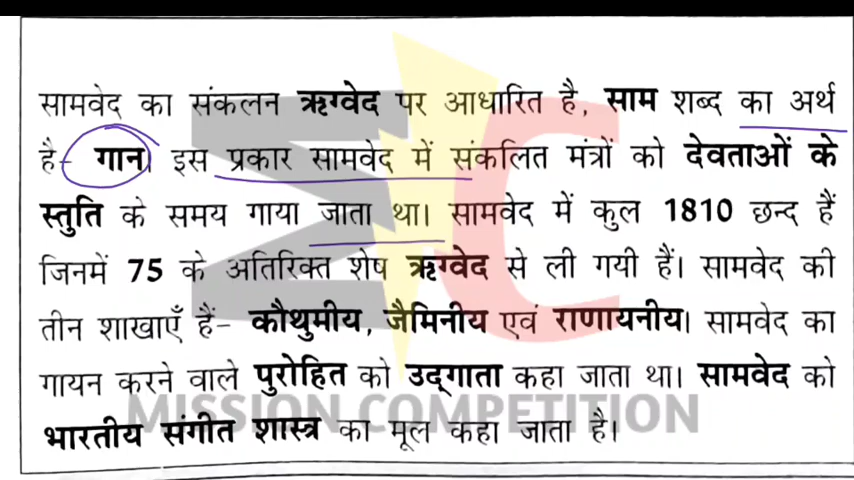 सामवेद का संकलन ऋग्वेद पर आधारित है, साम शब्द का अर्थ
है- गान। इस प्रकार सामवेद में संकलित मंत्रों को देवताओं के
स्तुति के समय गाया जाता था। सामवेद में कुल 1810 छन्द हैं
जिनमें 75 के अतिरिक्त शेष ऋग्वेद से ली गयी हैं। सामवेद की
तीन शाखाएँ हैं- कौथुमीय, जैमिनीय एवं राणायनीय। सामवेद का
गायन करने वाले पुरोहित को उद्‌गाता कहा जाता था। सामवेद को
MISSION COMPETITION
भारतीय संगीत शास्त्र का मूल कहा जाता है।